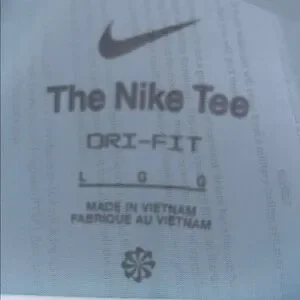 The Nike Tee
DRI-FIT
L G G
MADE IN VIETNAM
FABRIQUE AU VIETNAM